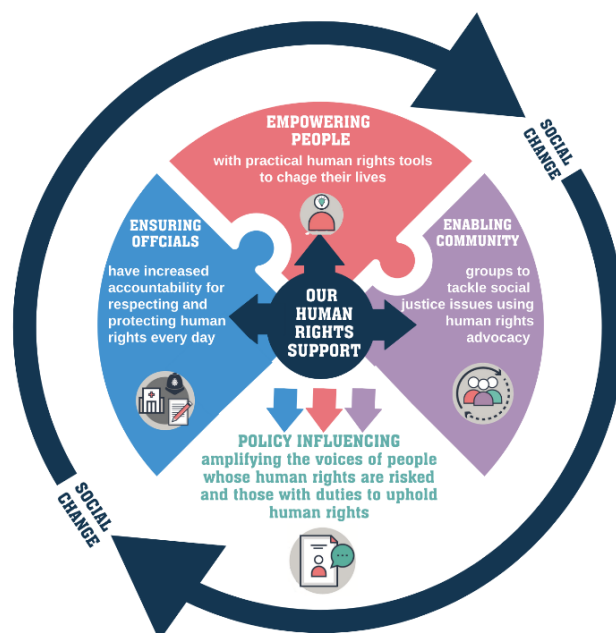 EMPOWERING
PEOPLE
with practical human rights tools
to chage their lives
ENSURING
OFFCIALS
have increased
accountability for
respecting and
protecting human
rights every day
OUR
HUMAN
RIGHTS
SUPPORT
ENABLING
COMMUNITY
groups to
tackle social
justice issues using
human rights
advocacy
POLICY INFLUENCING
amplifying the voices of people
whose human rights are risked
and those with duties to uphold
human rights
SOCIAL
CHANGE
SOCIAL
CHANGE